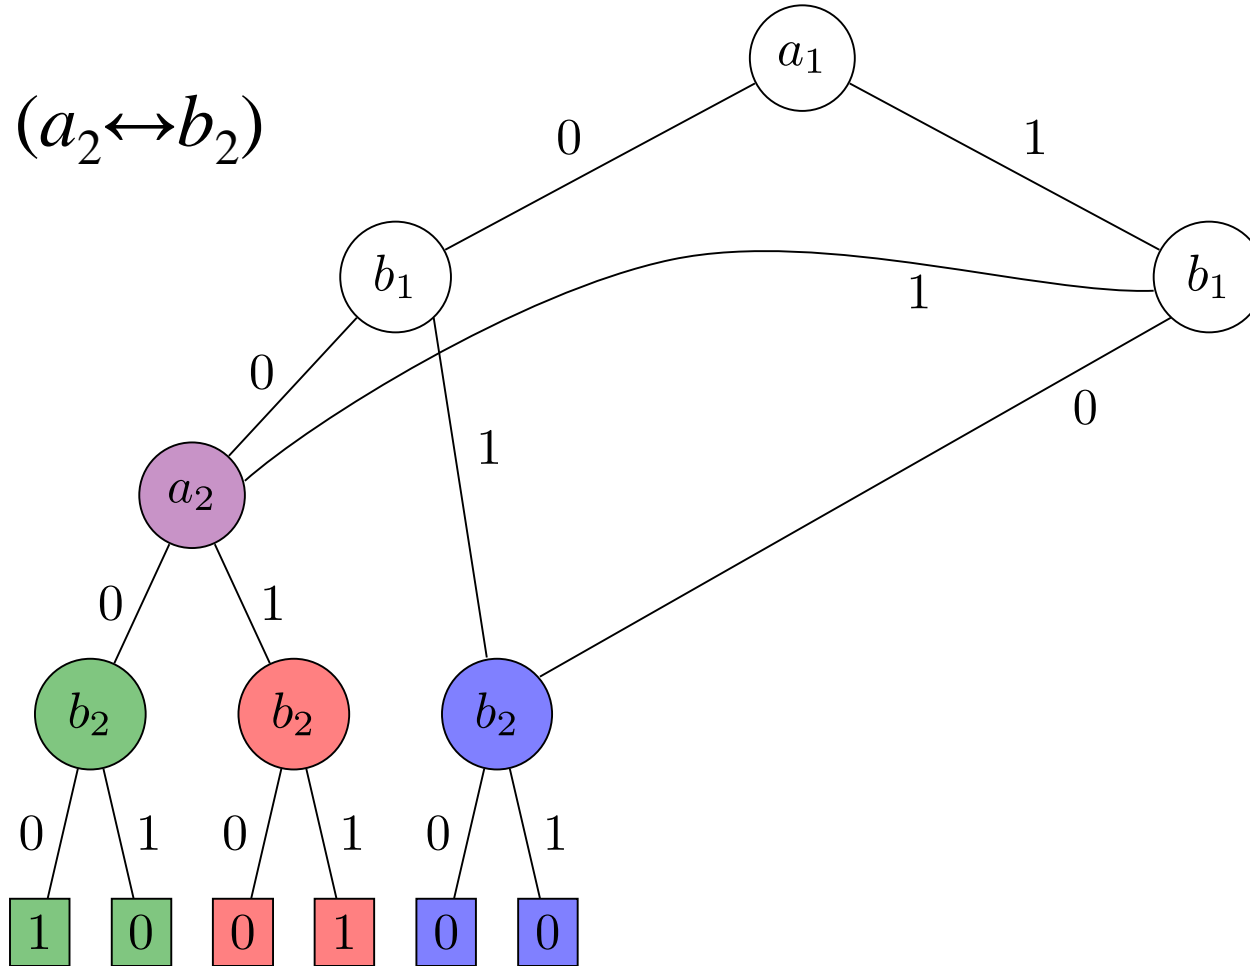 a₁
(a₂↔b₂)
0 1
b₁ b₁
1
0 0
1
a₂
0 1
b₂ b₂ b₂
0 1 0 1 0 1
1 0 0 1 0 0